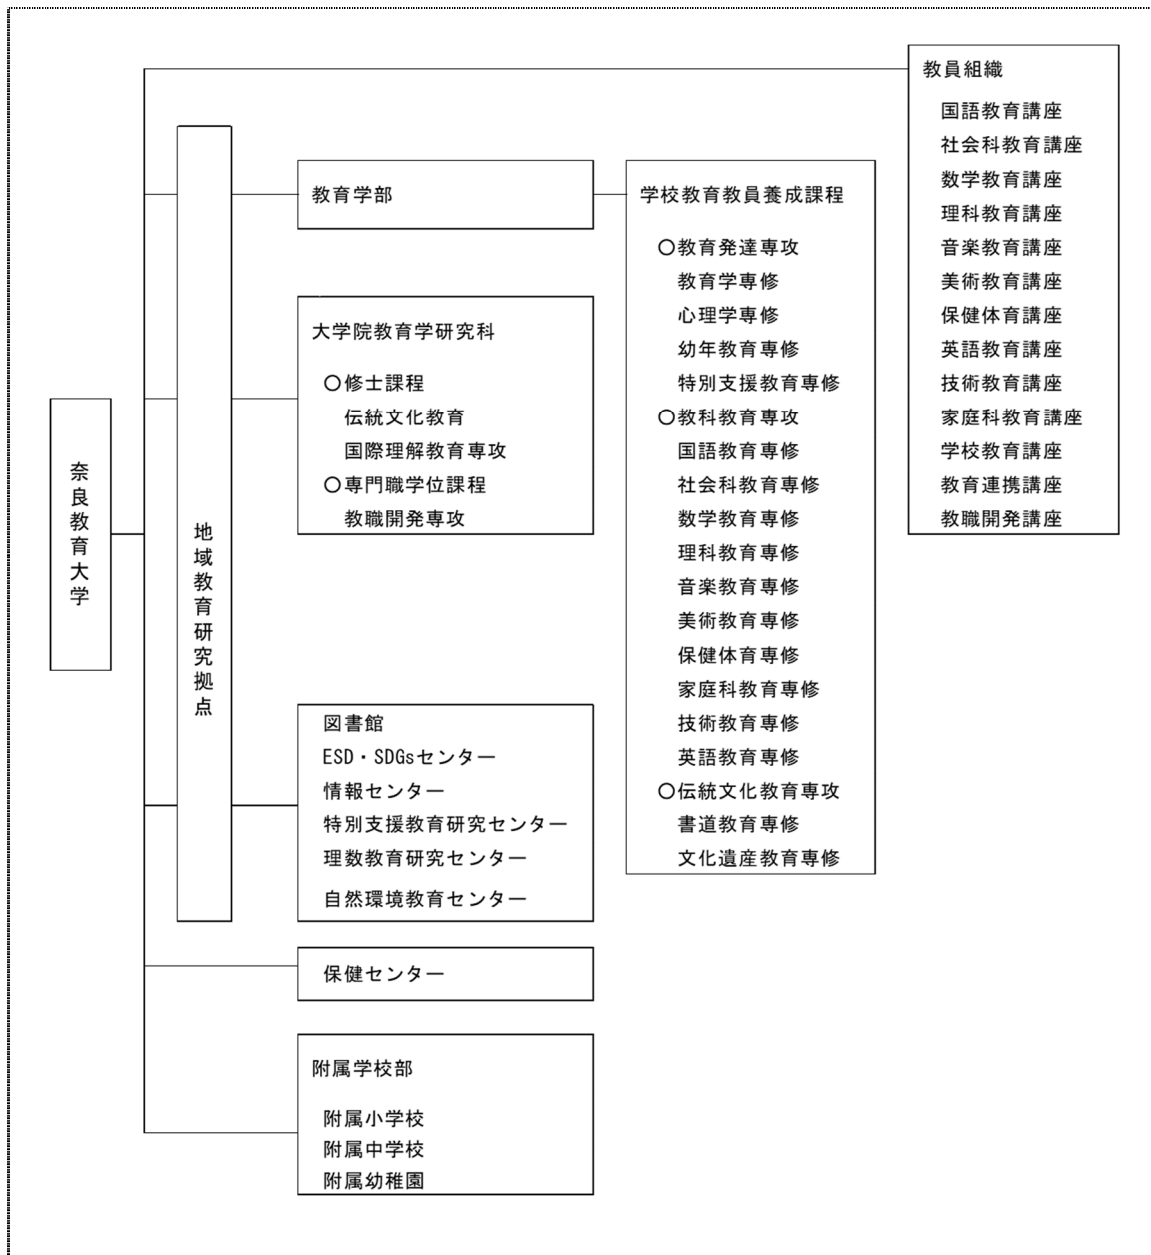 奈良教育大学
地域教育研究拠点
教育学部
大学院教育学研究科
○修士課程
伝統文化教育
国際理解教育専攻
○専門職学位課程
教職開発専攻
図書館
ESD・SDGsセンター
情報センター
特別支援教育研究センター
理数教育研究センター
自然環境教育センター
保健センター
附属学校部
附属小学校
附属中学校
附属幼稚園
学校教育教員養成課程
○教育発達専攻
教育学専修
心理学専修
幼年教育専修
特別支援教育専修
○教科教育専攻
国語教育専修
社会科教育専修
数学教育専修
理科教育専修
音楽教育専修
美術教育専修
保健体育専修
家庭科教育専修
技術教育専修
英語教育専修
○伝統文化教育専攻
書道教育専修
文化遺産教育専修
教員組織
国語教育講座
社会科教育講座
数学教育講座
理科教育講座
音楽教育講座
美術教育講座
保健体育講座
英語教育講座
技術教育講座
家庭科教育講座
学校教育講座
教育連携講座
教職開発講座